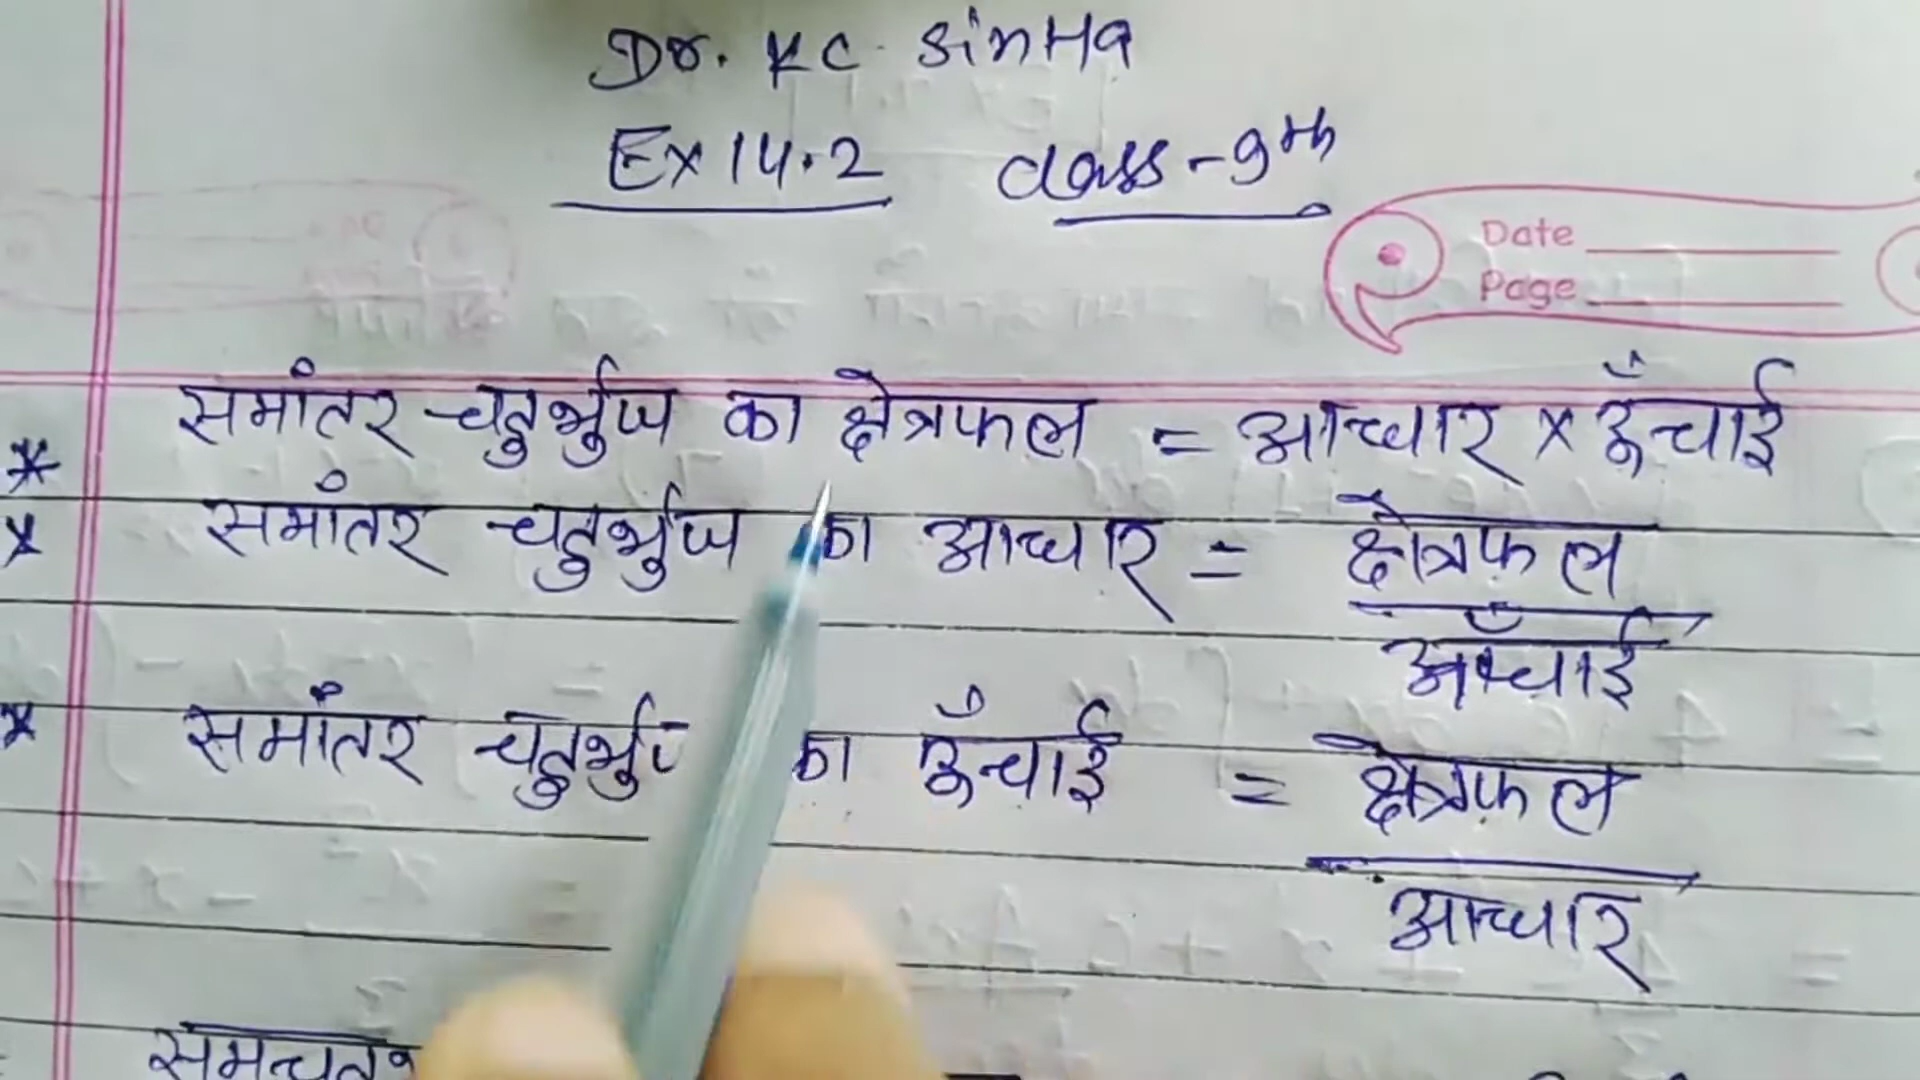 Dr. KC. SinHa
Ex 14.2 class-9th
Date
Page
* समांतर चतुर्भुज का क्षेत्रफल = आधार × ऊँचाई
* समांतर चतुर्भुज का आधार = क्षेत्रफल
ऊँचाई
* समांतर चतुर्भुज का ऊँचाई = क्षेत्रफल
आधार